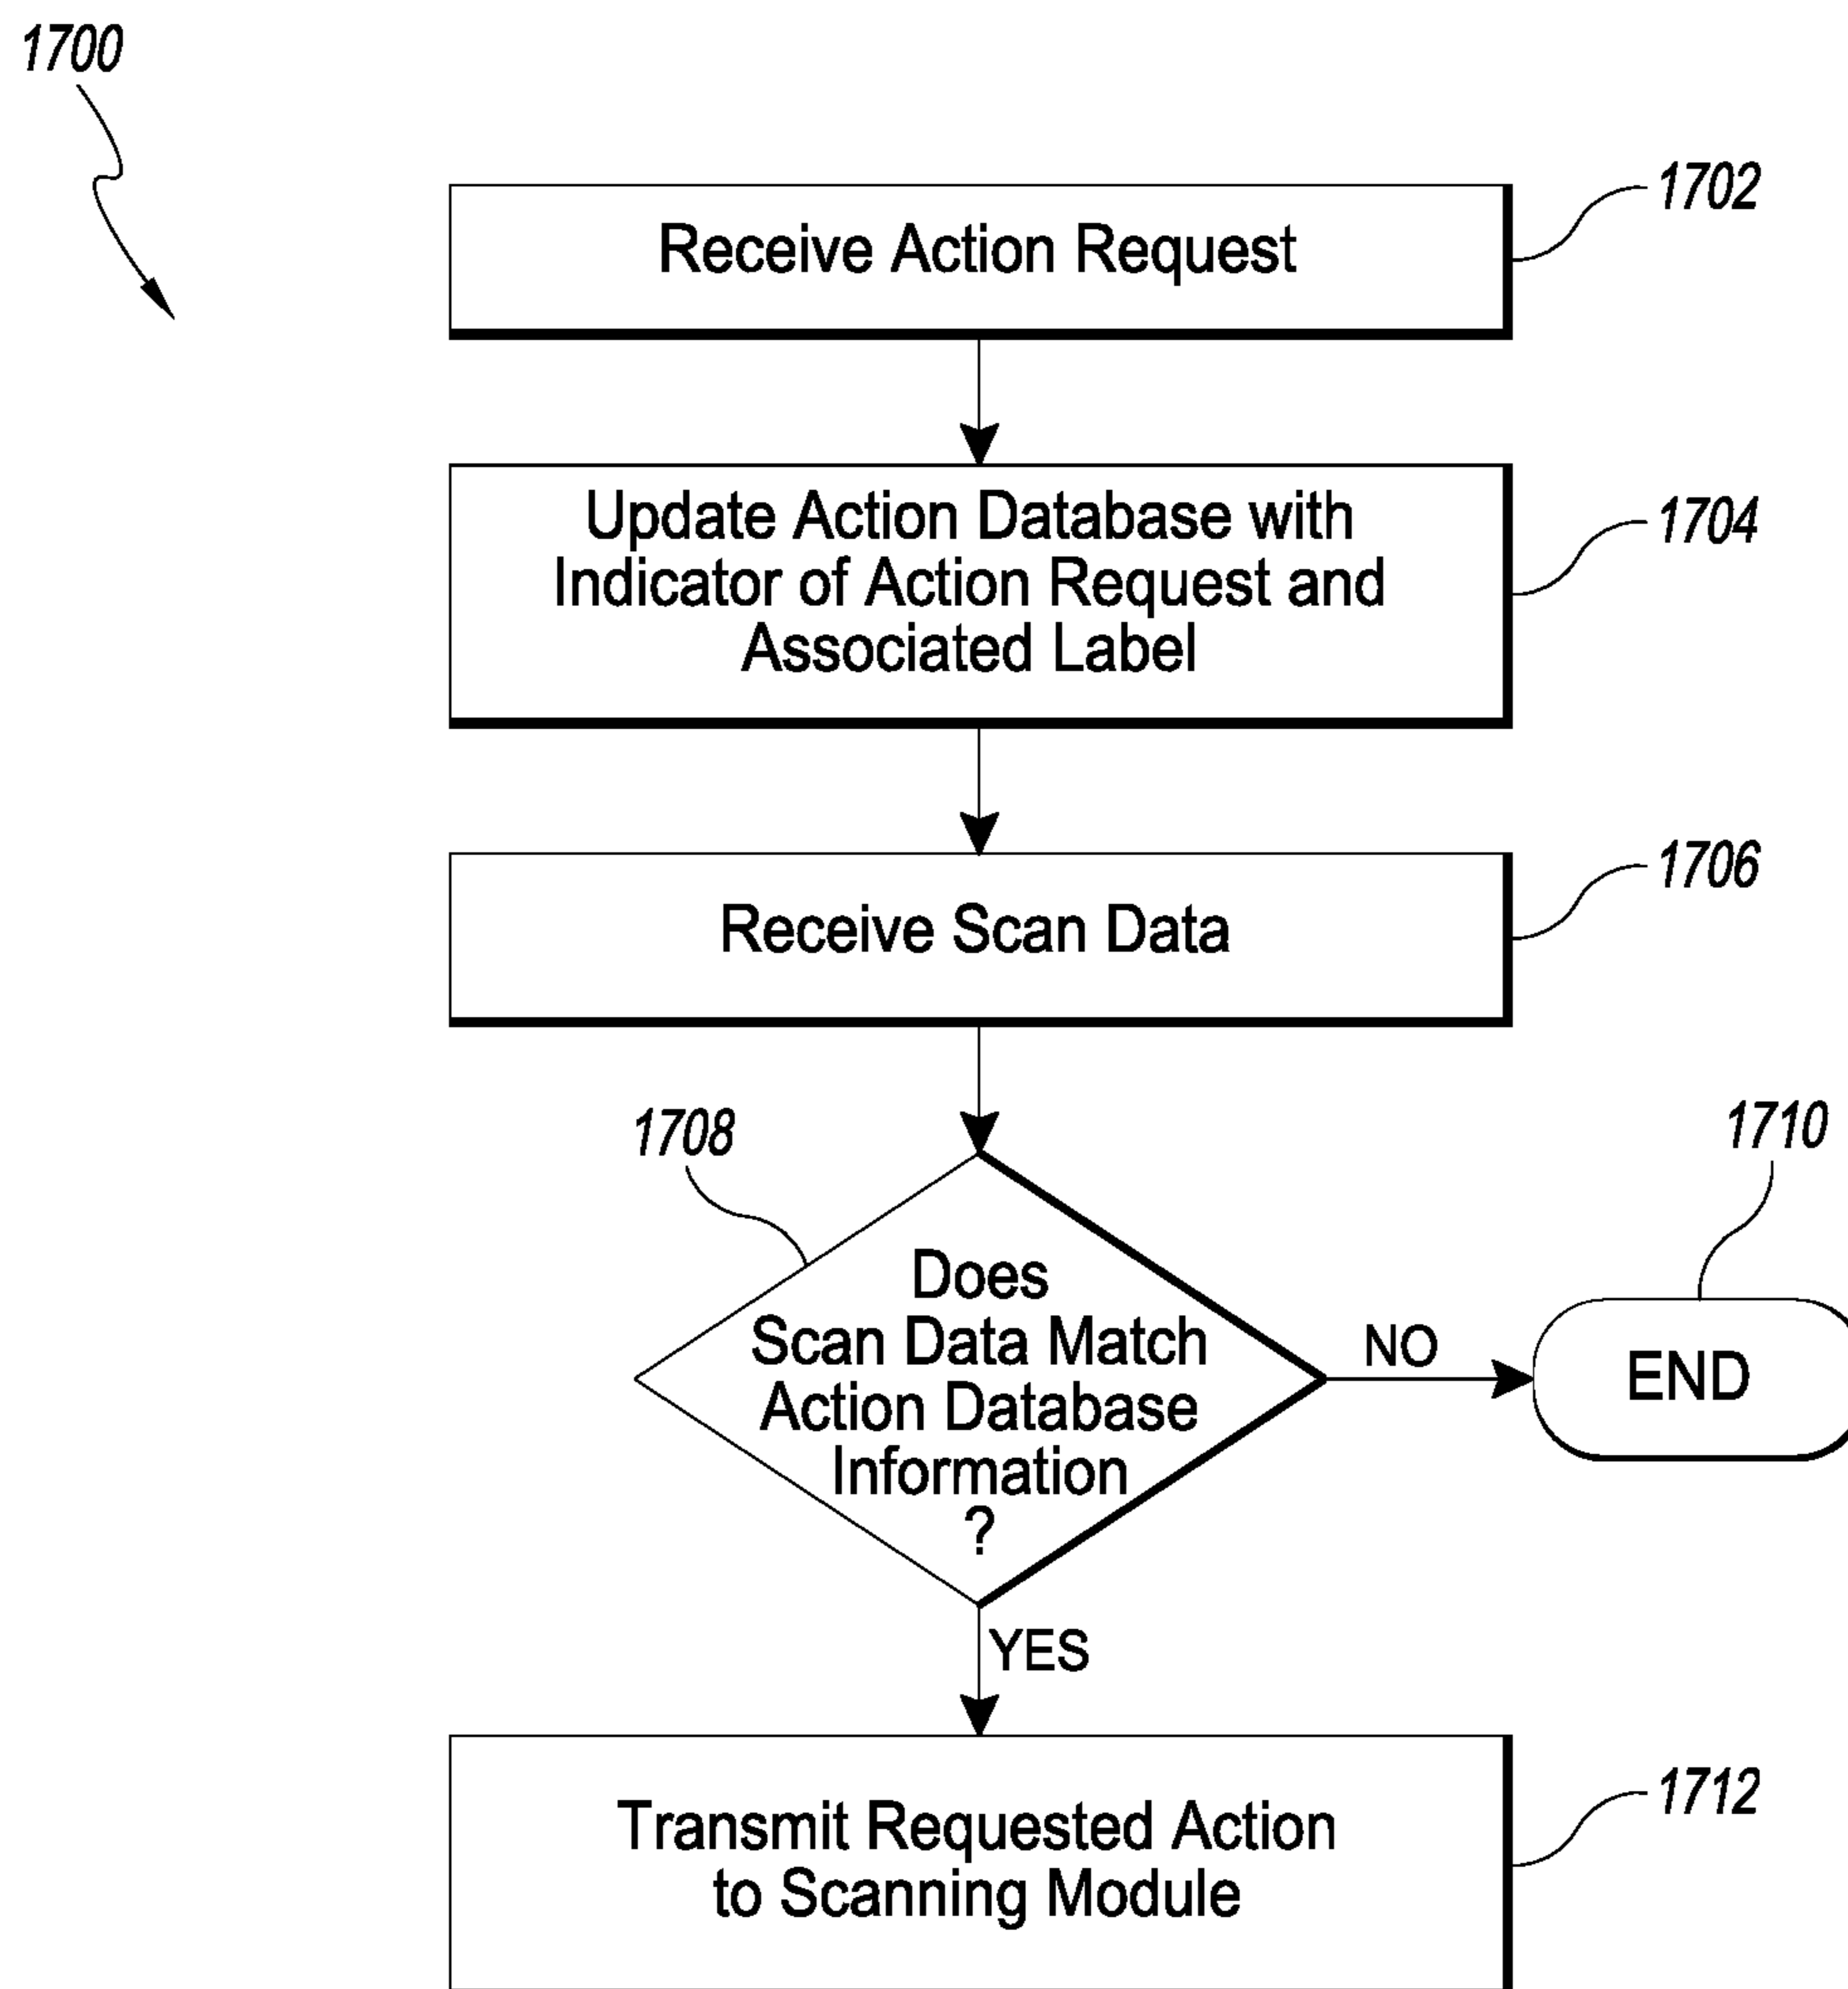 1700
1702
Receive Action Request
1704
Update Action Database with
Indicator of Action Request and
Associated Label
1706
Receive Scan Data
1708
1710
Does
Scan Data Match
Action Database
Information
?
NO
END
YES
1712
Transmit Requested Action
to Scanning Module